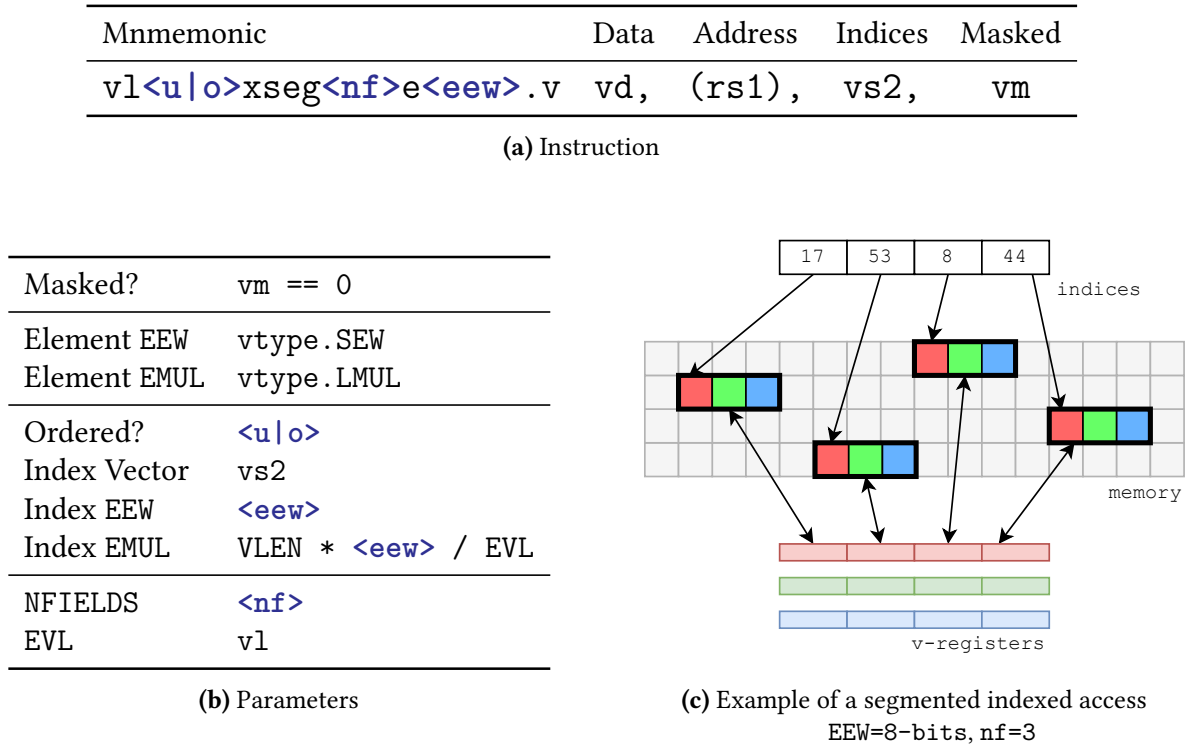 Mnmemonic Data Address Indices Masked
vl<u|o>xseg<nf>e<eew>.v vd, (rs1), vs2, vm
(a) Instruction
Masked? vm == 0
Element EEW vtype.SEW
Element EMUL vtype.LMUL
Ordered? <u|o>
Index Vector vs2
Index EEW <eew>
Index EMUL VLEN * <eew> / EVL
NFIELDS <nf>
EVL vl
(b) Parameters
17 53 8 44
indices
memory
v-registers
(c) Example of a segmented indexed access
EEW=8-bits, nf=3